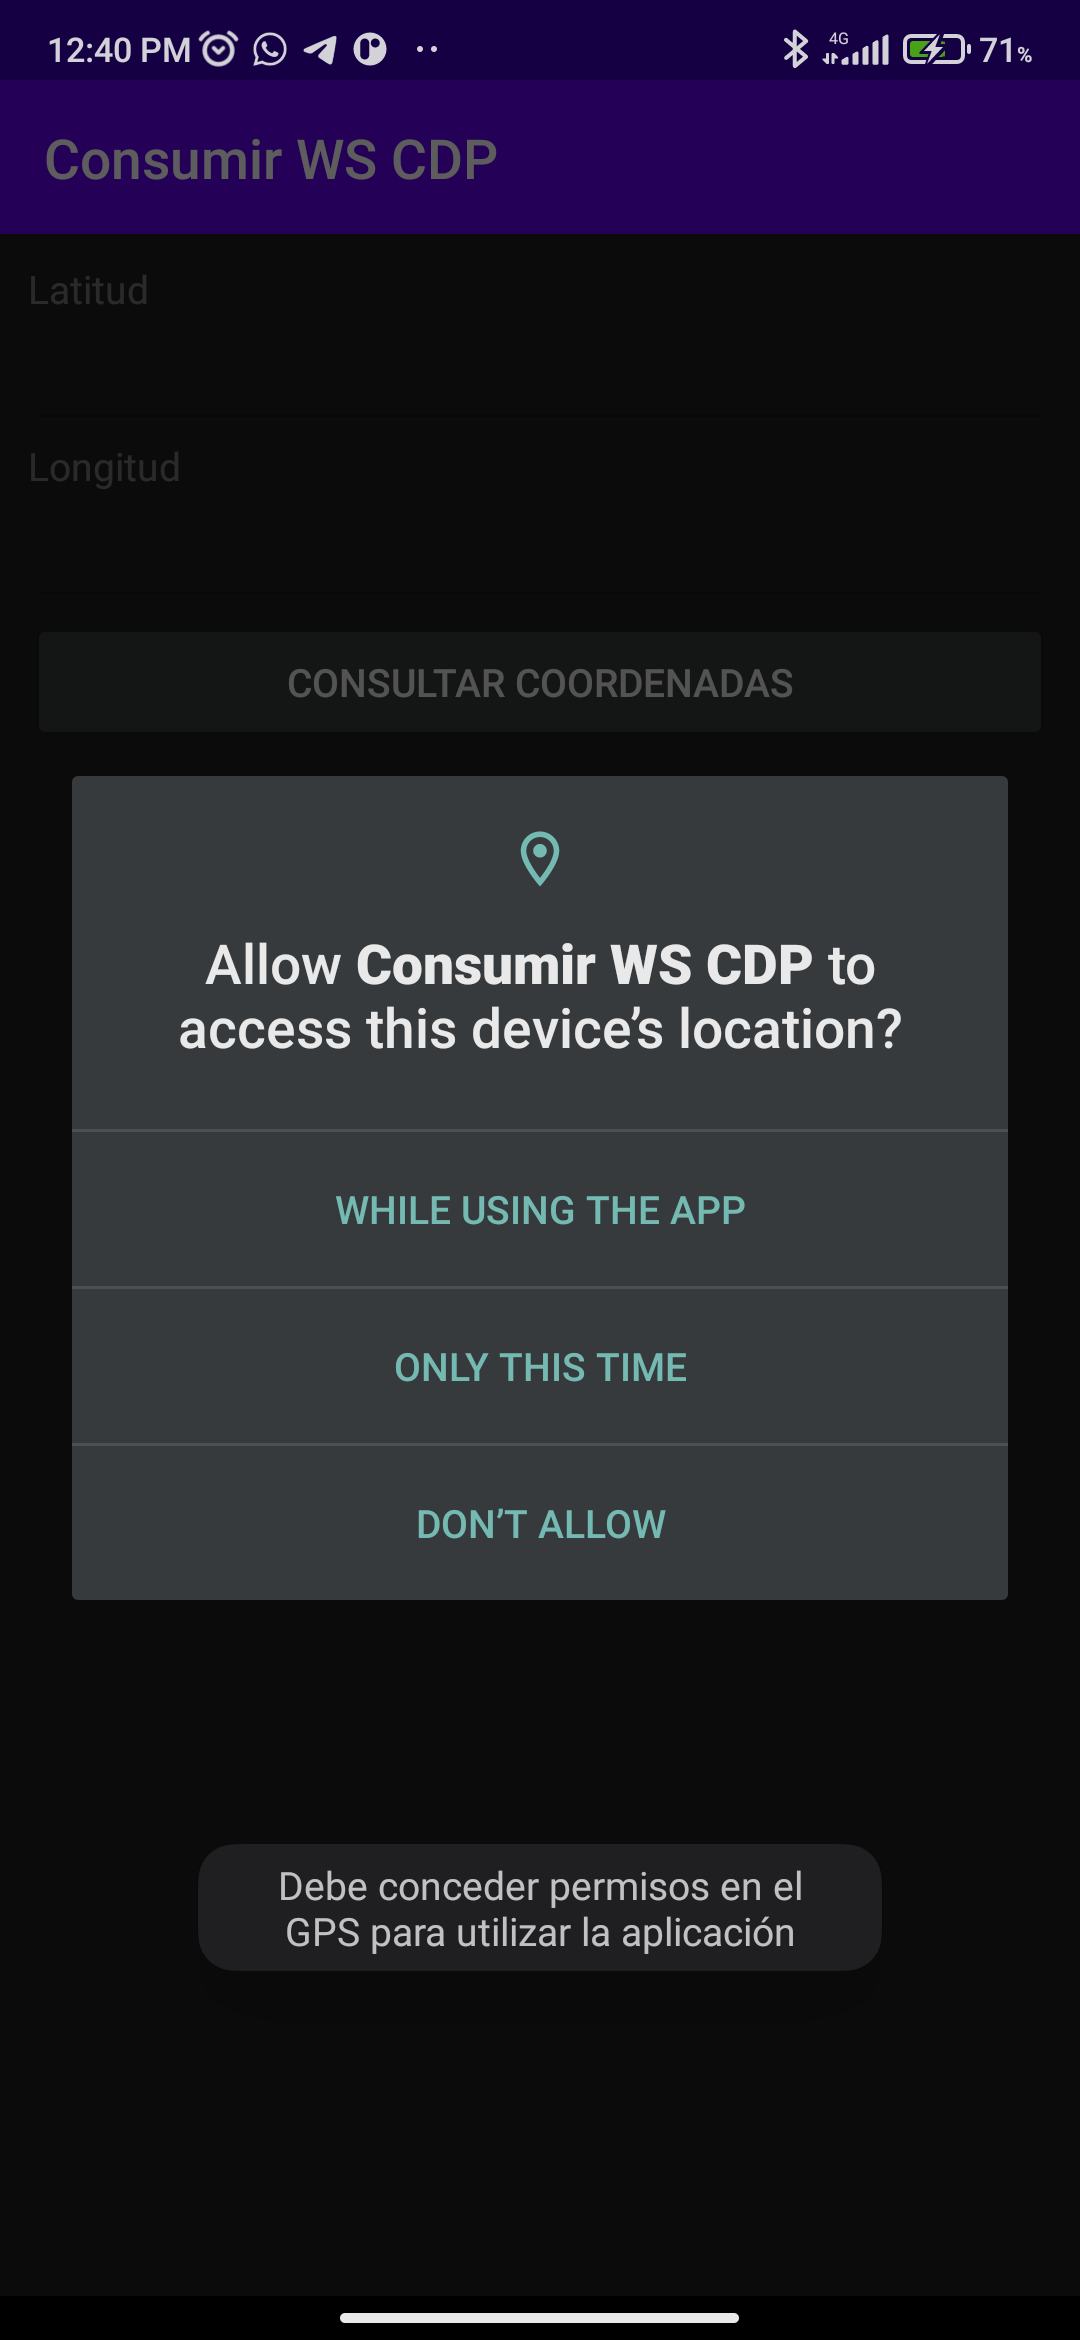 12:40 PM 4G 71%
Consumir WS CDP
Latitud
Longitud
CONSULTAR COORDENADAS
Allow Consumir WS CDP to
access this device’s location?
WHILE USING THE APP
ONLY THIS TIME
DON’T ALLOW
Debe conceder permisos en el
GPS para utilizar la aplicación